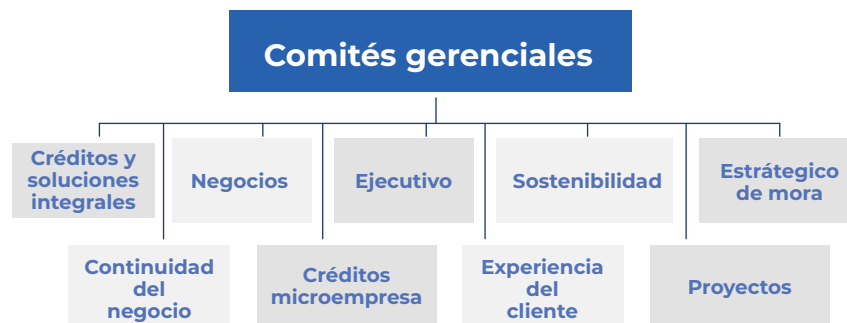 Comités gerenciales
Créditos y
soluciones
integrales
Negocios
Ejecutivo
Sostenibilidad
Estrátegico
de mora
Continuidad
del
negocio
Créditos
microempresa
Experiencia
del
cliente
Proyectos